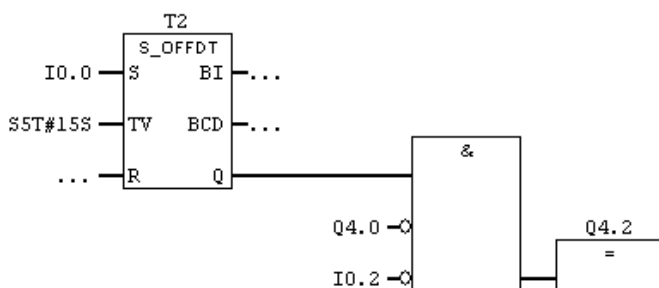 T2
S_OFFDT
I0.0 S BI ...
S5T#15S TV BCD ...
... R Q
&
Q4.0 Q4.2
=
I0.2